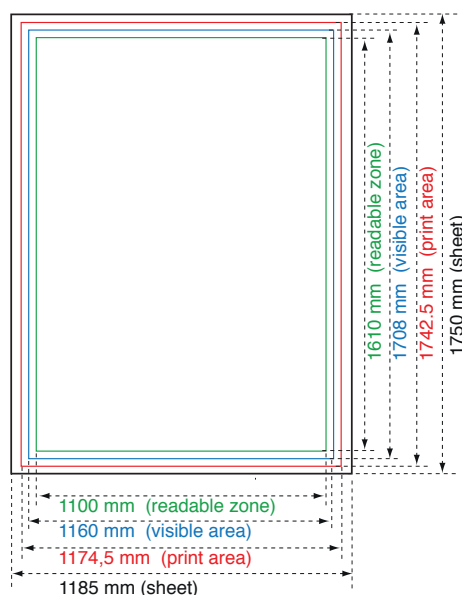 1610 mm (readable zone)
1708 mm (visible area)
1742.5 mm (print area)
1750 mm (sheet)
1100 mm (readable zone)
1160 mm (visible area)
1174,5 mm (print area)
1185 mm (sheet)